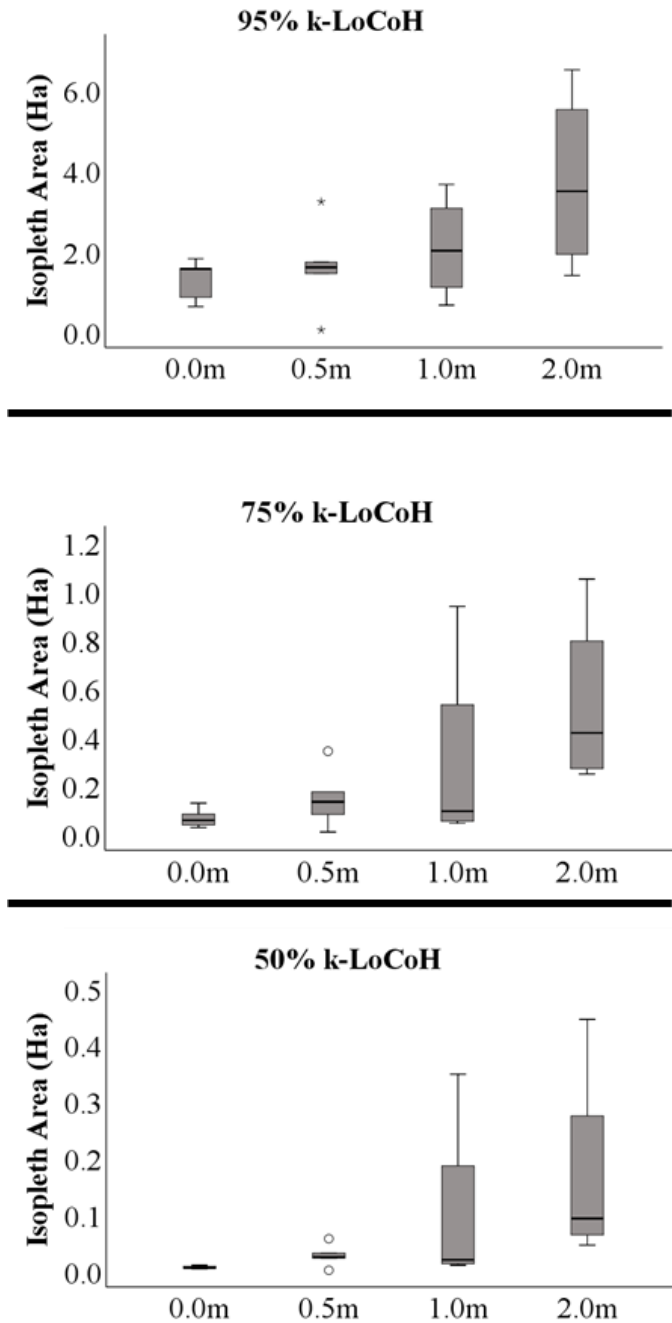 95% k-LoCoH
Isopleth Area (Ha)
6.0
4.0
2.0
0.0
0.0m 0.5m 1.0m 2.0m
75% k-LoCoH
Isopleth Area (Ha)
1.2
1.0
0.8
0.6
0.4
0.2
0.0
0.0m 0.5m 1.0m 2.0m
50% k-LoCoH
Isopleth Area (Ha)
0.5
0.4
0.3
0.2
0.1
0.0
0.0m 0.5m 1.0m 2.0m